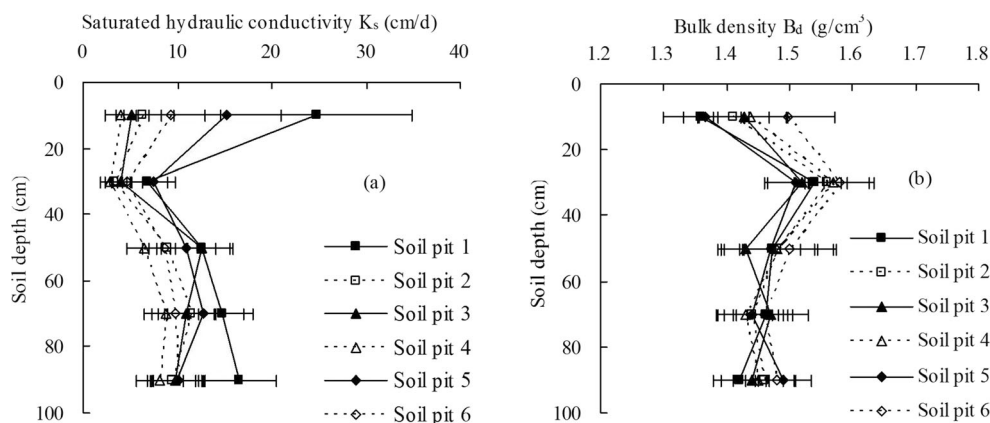 Saturated hydraulic conductivity Ks (cm/d)
0 10 20 30 40
0
20
40
60
80
100
Soil depth (cm)
(a)
Soil pit 1
Soil pit 2
Soil pit 3
Soil pit 4
Soil pit 5
Soil pit 6
Bulk density Bd (g/cm³)
1.2 1.3 1.4 1.5 1.6 1.7 1.8
0
20
40
60
80
100
Soil depth (cm)
(b)
Soil pit 1
Soil pit 2
Soil pit 3
Soil pit 4
Soil pit 5
Soil pit 6